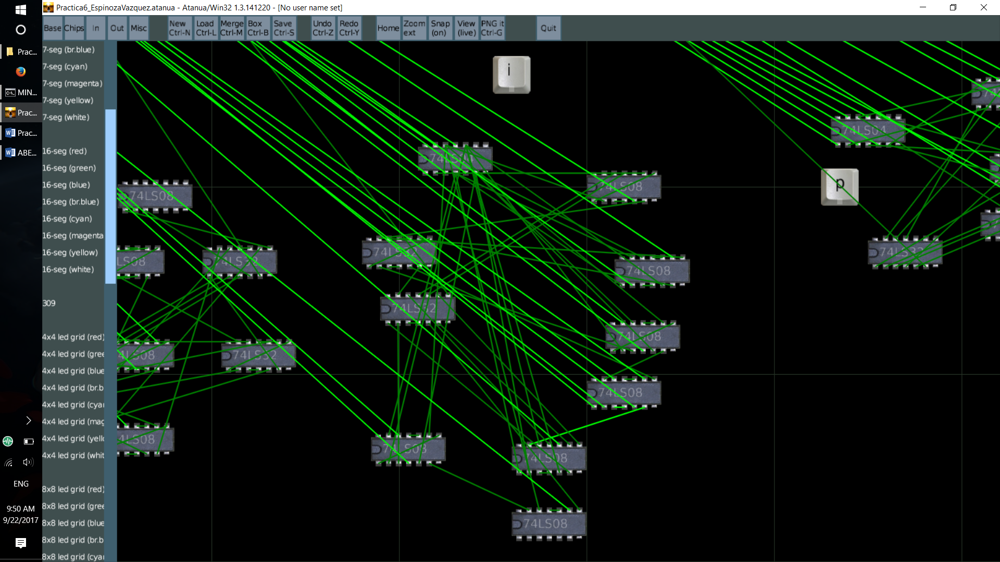 Practica6_EspinozaVazquez.atanua - Atanua/Win32 1.3.141220 - [No user name set]
Base Chips In Out Misc
New Ctrl-N
Load Ctrl-L
Merge Ctrl-M
Box Ctrl-B
Save Ctrl-S
Undo Ctrl-Z
Redo Ctrl-Y
Home
Zoom ext
Snap (on)
View (live)
PNG it Ctrl-G
Quit
Prac...
MIN...
Prac...
Prac...
ABE...
ENG
9:50 AM
9/22/2017
7-seg (br.blue)
7-seg (cyan)
7-seg (magenta)
7-seg (yellow)
7-seg (white)
16-seg (red)
16-seg (green)
16-seg (blue)
16-seg (br.blue)
16-seg (cyan)
16-seg (magenta
16-seg (yellow)
16-seg (white)
309
4x4 led grid (red)
4x4 led grid (gree
4x4 led grid (blue
4x4 led grid (br.b
4x4 led grid (cyan
4x4 led grid (mag
4x4 led grid (yello
4x4 led grid (whit
8x8 led grid (red)
8x8 led grid (gree
8x8 led grid (blue
8x8 led grid (br.b
8x8 led grid (cyan
i
p
74LS04
74LS08
74LS08
74LS32
LS08
74LS32
74LS32
74LS08
74LS32
74LS08
4LS08
74LS32
74LS08
4LS08
74LS08
74LS08
74LS08